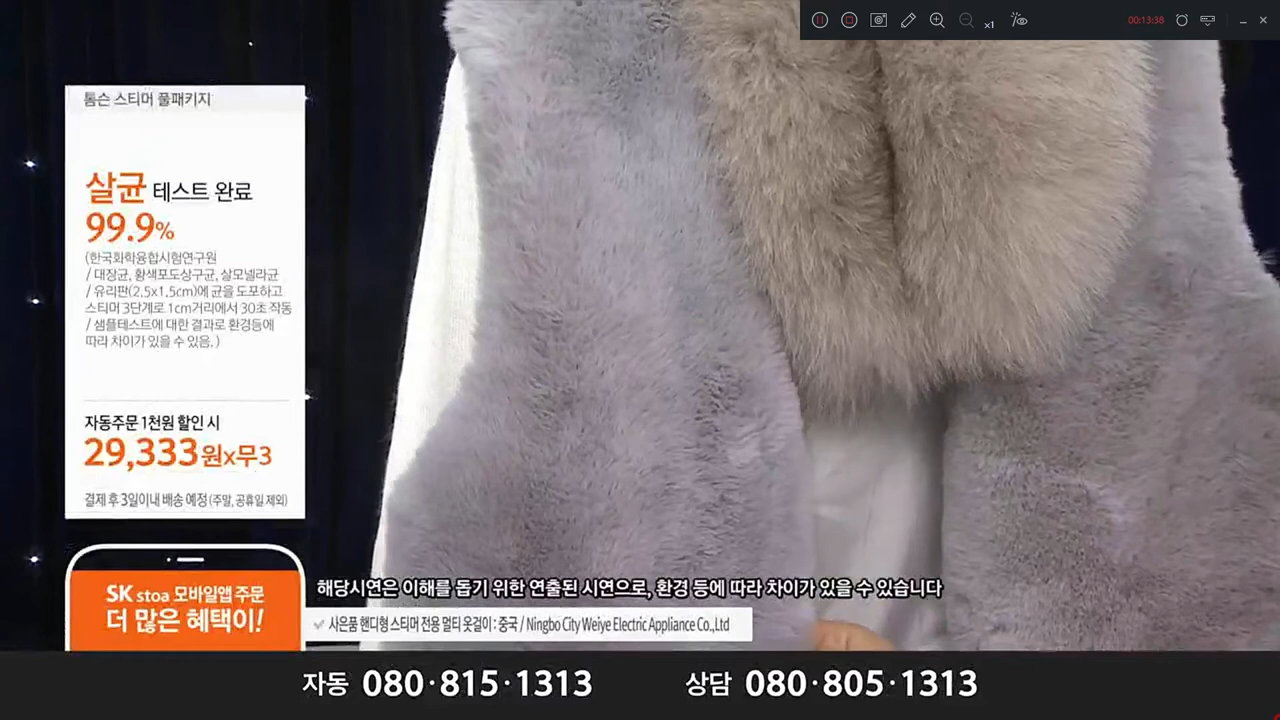 x1
00:13:38
톰슨 스티머 풀패키지
살균 테스트 완료
99.9%
(한국화학융합시험연구원
/ 대장균, 황색포도상구균, 살모넬라균
/ 유리판(2.5x1.5cm)에 균을 도포하고
스티머 3단계로 1cm거리에서 30초 작동
/ 샘플테스트에 대한 결과로 환경등에
따라 차이가 있을 수 있음.)
자동주문 1천원 할인 시
29,333원x무3
결제 후 3일이내 배송 예정 (주말, 공휴일 제외)
SK stoa 모바일앱 주문
더 많은 혜택이!
해당시연은 이해를 돕기 위한 연출된 시연으로, 환경 등에 따라 차이가 있을 수 있습니다
사은품 핸디형 스티머 전용 멀티 옷걸이 : 중국 / Ningbo City Weiye Electric Appliance Co.,Ltd
자동 080·815·1313 상담 080·805·1313